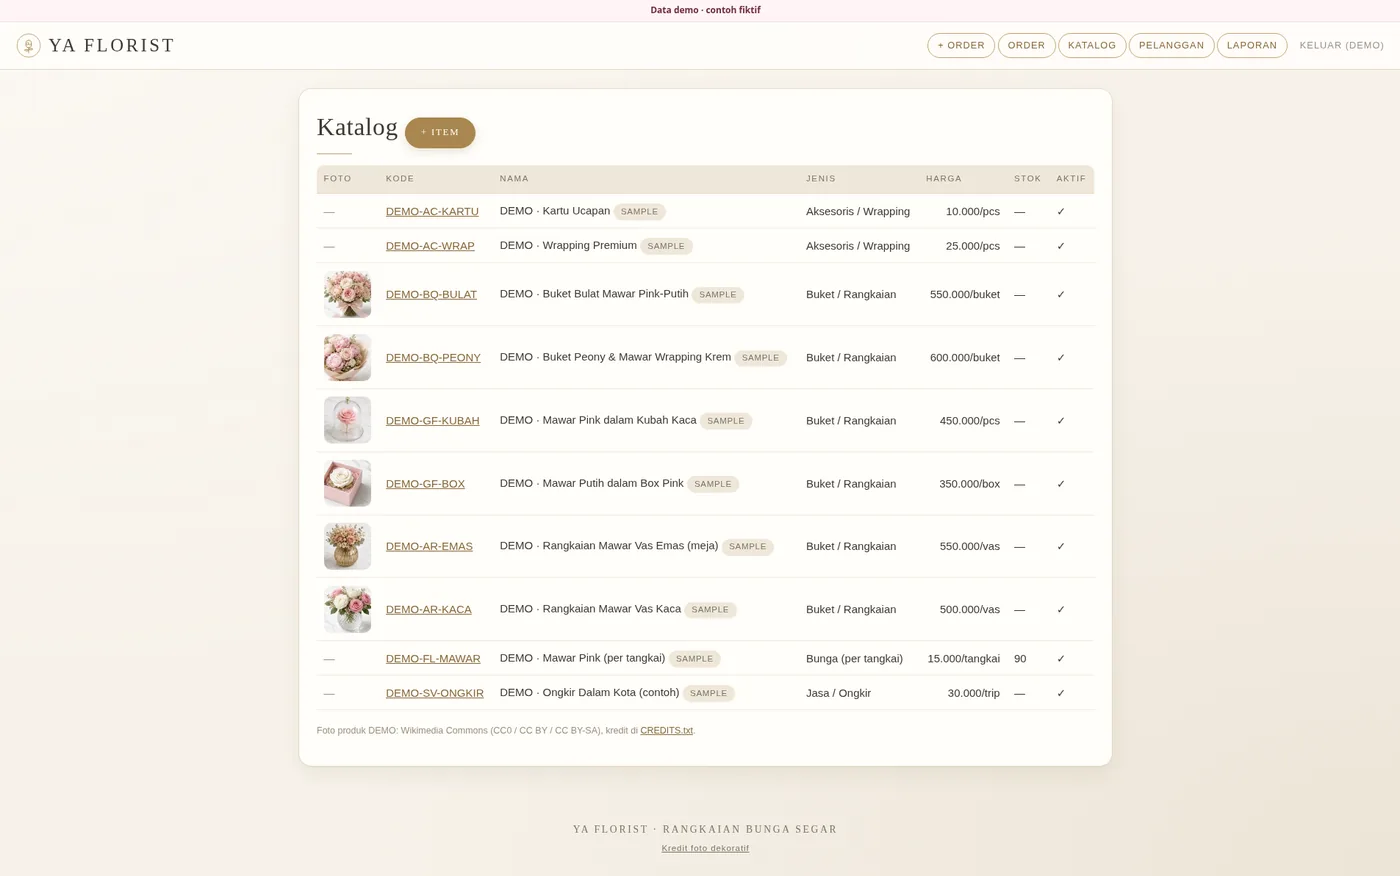 Data demo · contoh fiktif
YA FLORIST
+ ORDER ORDER KATALOG PELANGGAN LAPORAN KELUAR (DEMO)
Katalog + ITEM
FOTO KODE NAMA JENIS HARGA STOK AKTIF
— DEMO-AC-KARTU DEMO · Kartu Ucapan SAMPLE Aksesoris / Wrapping 10.000/pcs — ✓
— DEMO-AC-WRAP DEMO · Wrapping Premium SAMPLE Aksesoris / Wrapping 25.000/pcs — ✓
DEMO-BQ-BULAT DEMO · Buket Bulat Mawar Pink-Putih SAMPLE Buket / Rangkaian 550.000/buket — ✓
DEMO-BQ-PEONY DEMO · Buket Peony & Mawar Wrapping Krem SAMPLE Buket / Rangkaian 600.000/buket — ✓
DEMO-GF-KUBAH DEMO · Mawar Pink dalam Kubah Kaca SAMPLE Buket / Rangkaian 450.000/pcs — ✓
DEMO-GF-BOX DEMO · Mawar Putih dalam Box Pink SAMPLE Buket / Rangkaian 350.000/box — ✓
DEMO-AR-EMAS DEMO · Rangkaian Mawar Vas Emas (meja) SAMPLE Buket / Rangkaian 550.000/vas — ✓
DEMO-AR-KACA DEMO · Rangkaian Mawar Vas Kaca SAMPLE Buket / Rangkaian 500.000/vas — ✓
— DEMO-FL-MAWAR DEMO · Mawar Pink (per tangkai) SAMPLE Bunga (per tangkai) 15.000/tangkai 90 ✓
— DEMO-SV-ONGKIR DEMO · Ongkir Dalam Kota (contoh) SAMPLE Jasa / Ongkir 30.000/trip — ✓
Foto produk DEMO: Wikimedia Commons (CC0 / CC BY / CC BY-SA), kredit di CREDITS.txt.
YA FLORIST · RANGKAIAN BUNGA SEGAR
Kredit foto dekoratif